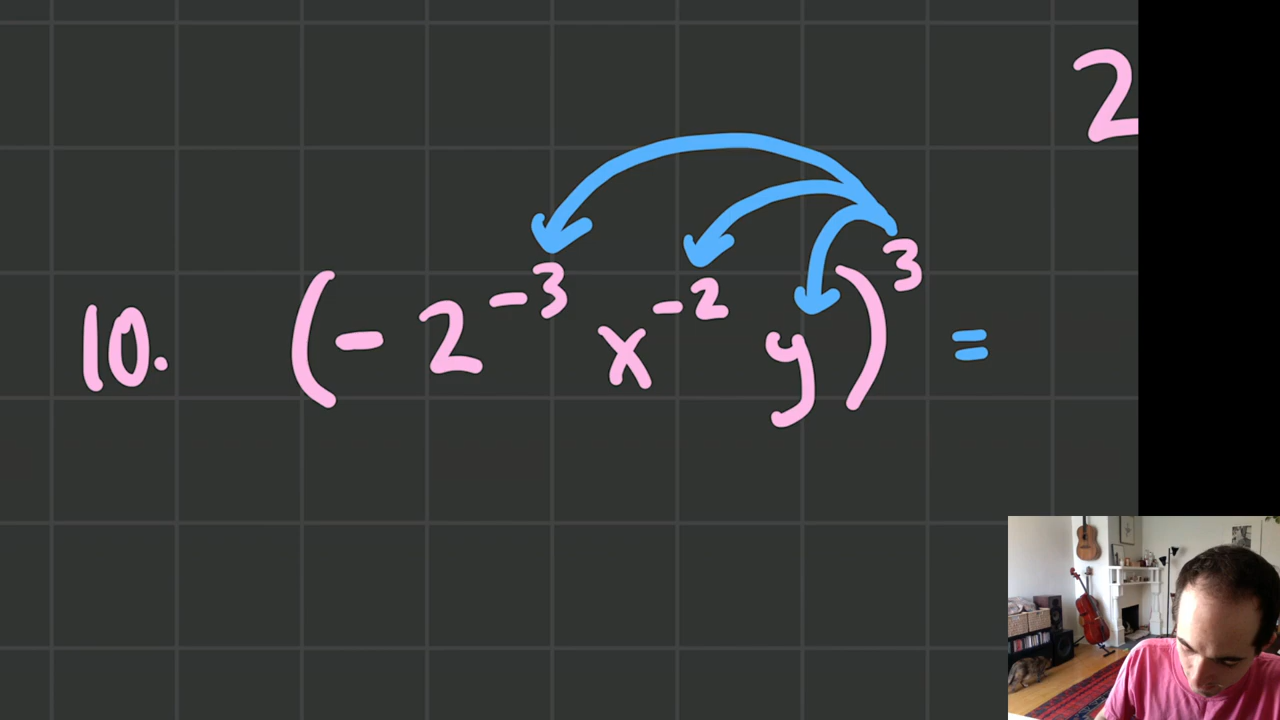 2
10. (-2⁻³ x⁻² y)³ =